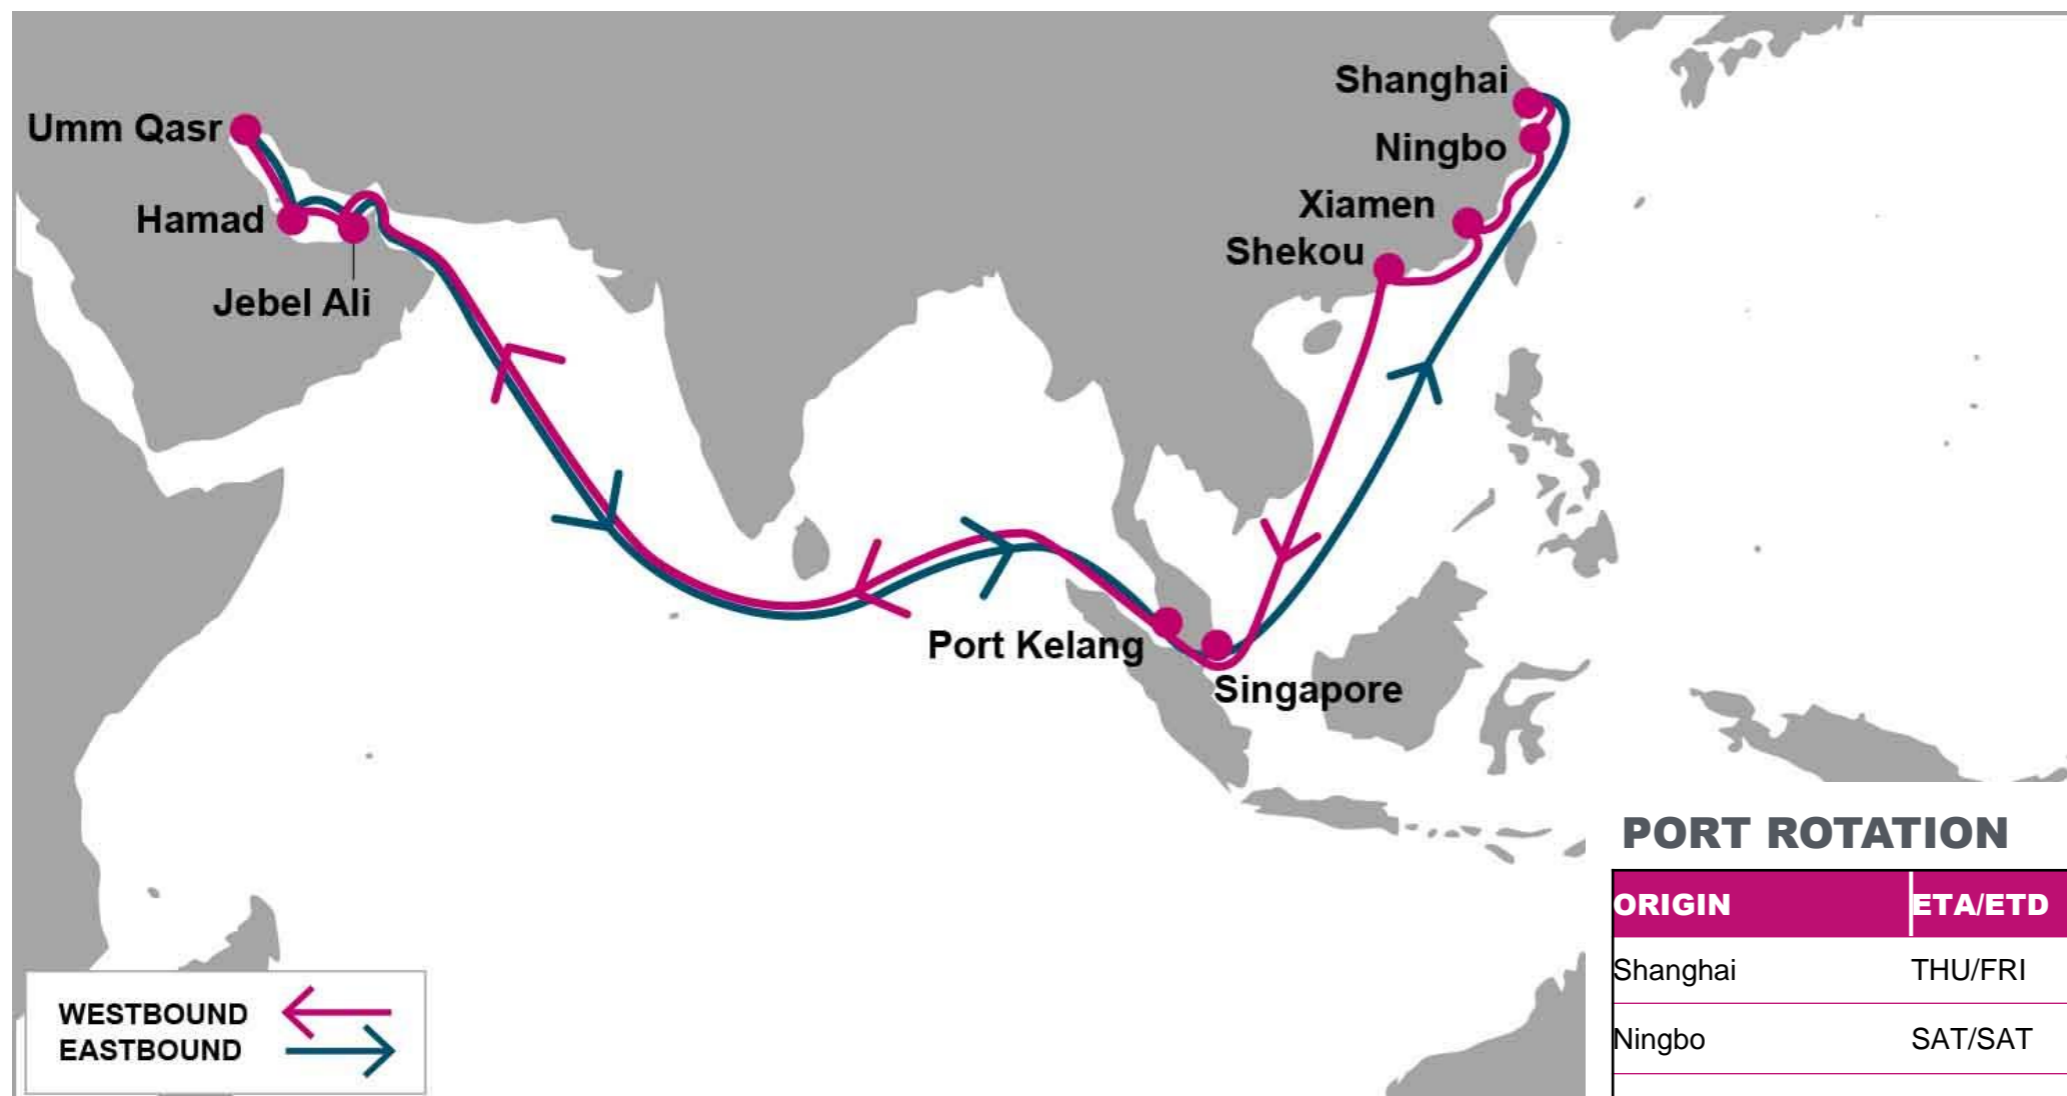 Shanghai
Umm Qasr
Ningbo
Xiamen
Hamad
Shekou
Jebel Ali
Port Kelang
Singapore
PORT ROTATION
ORIGIN ETA/ETD
Shanghai THU/FRI
Ningbo SAT/SAT
WESTBOUND
EASTBOUND